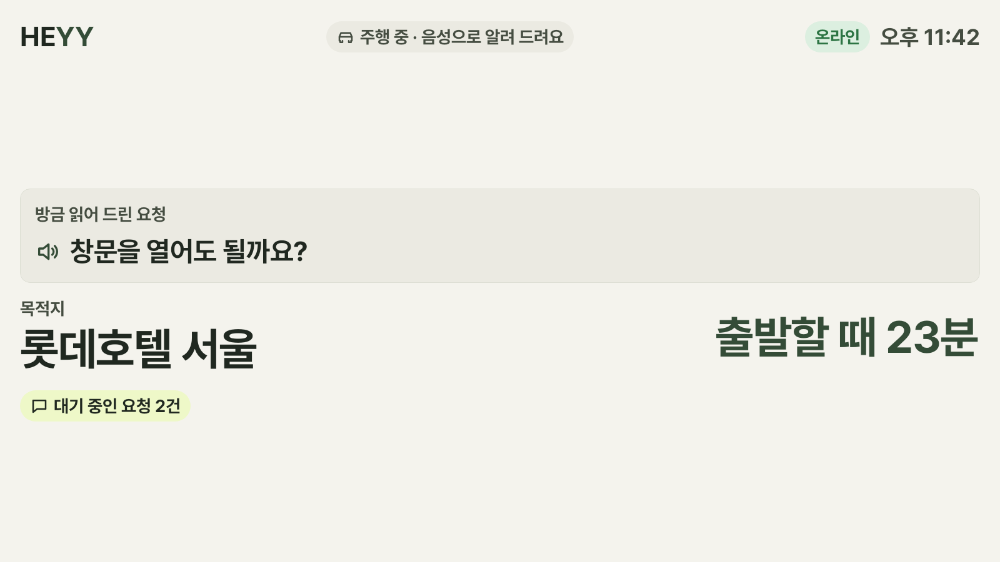 HEYY
주행 중 · 음성으로 알려 드려요
온라인 오후 11:42
방금 읽어 드린 요청
창문을 열어도 될까요?
목적지
롯데호텔 서울
출발할 때 23분
대기 중인 요청 2건